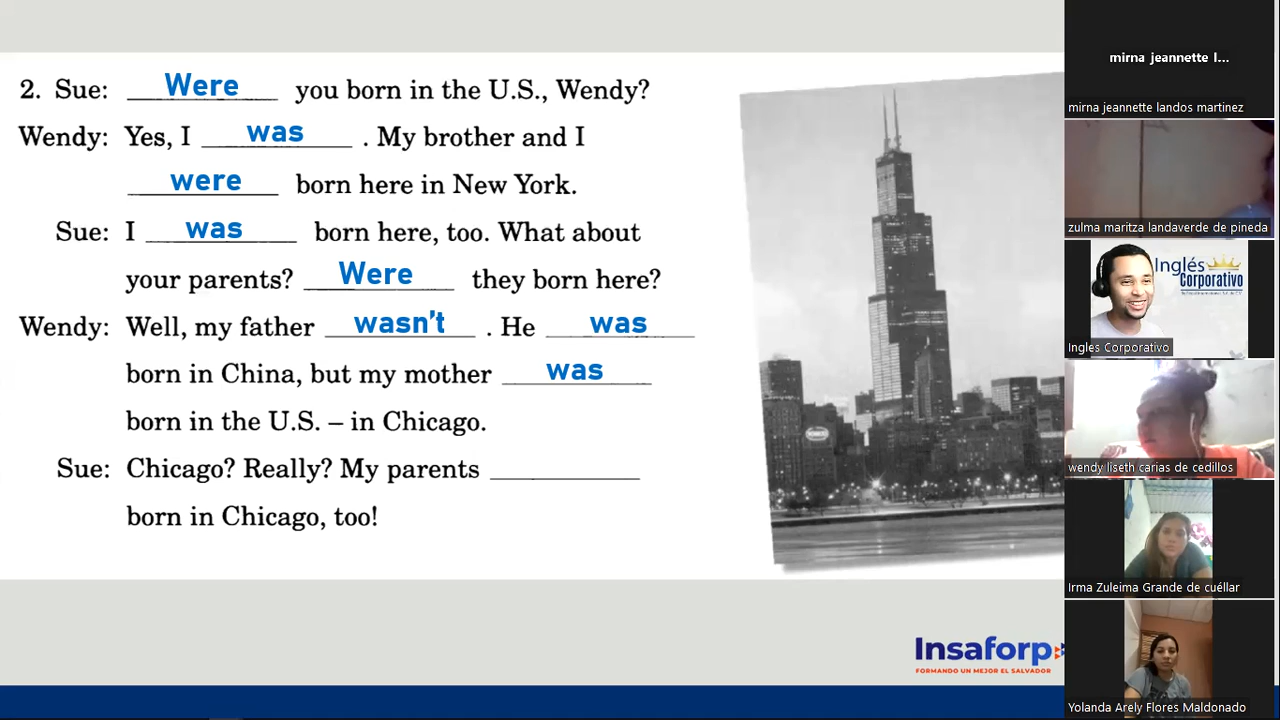 2. Sue: Were you born in the U.S., Wendy?
Wendy: Yes, I was . My brother and I
were born here in New York.
Sue: I was born here, too. What about
your parents? Were they born here?
Wendy: Well, my father wasn't . He was
born in China, but my mother was
born in the U.S. – in Chicago.
Sue: Chicago? Really? My parents ___________
born in Chicago, too!
Insaforp
FORMANDO UN MEJOR EL SALVADOR
mirna jeannette l...
mirna jeannette landos martinez
zulma maritza landaverde de pineda
Inglés
Corporativo
Ingles Corporativo
wendy liseth carias de cedillos
Irma Zuleima Grande de cuéllar
Yolanda Arely Flores Maldonado